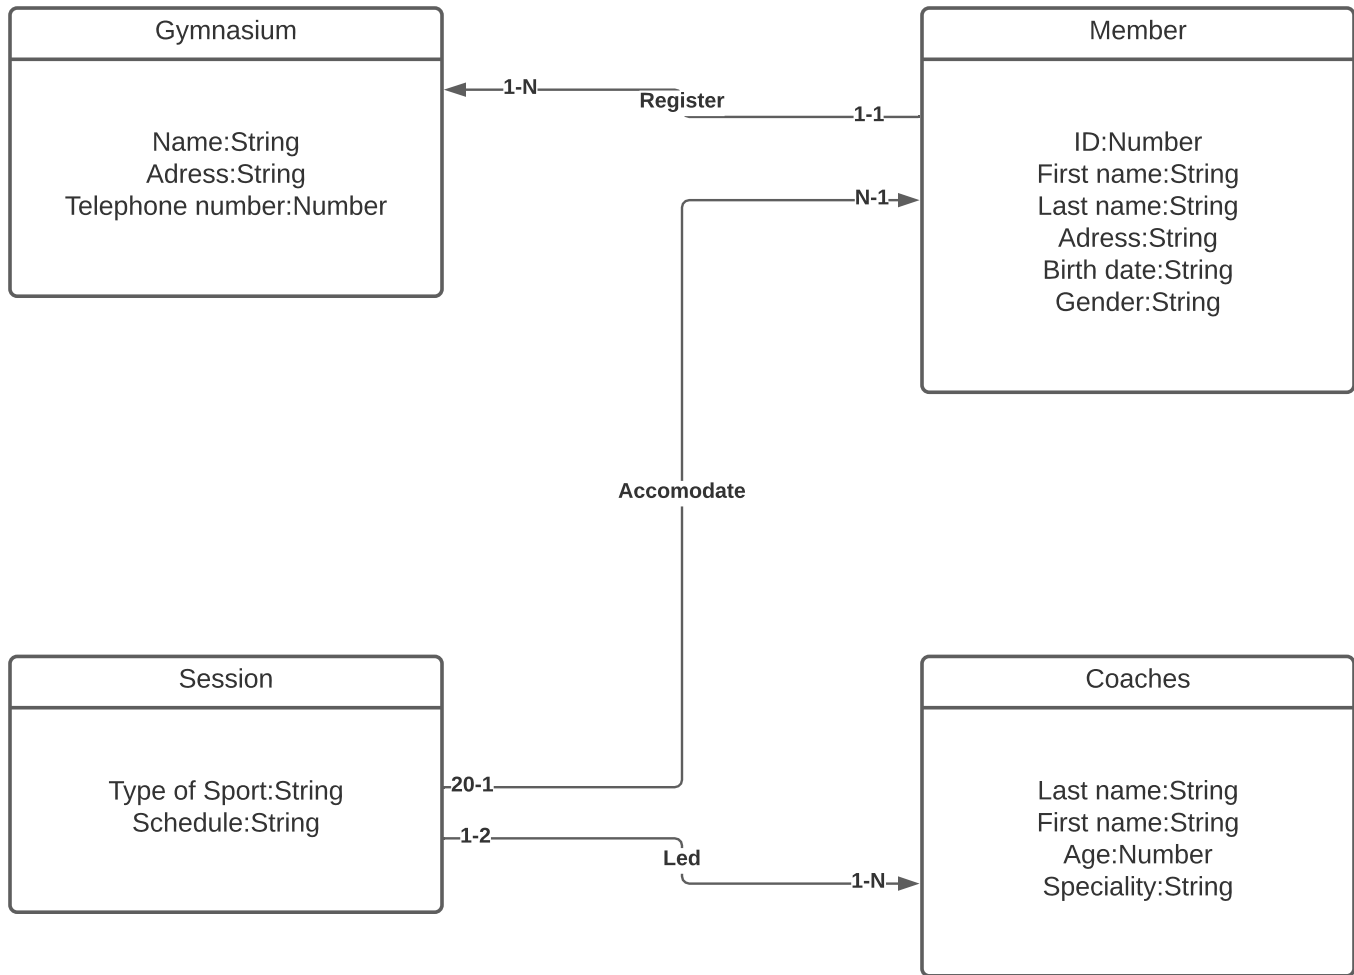 Gymnasium
Name:String
Adress:String
Telephone number:Number
Member
ID:Number
First name:String
Last name:String
Adress:String
Birth date:String
Gender:String
1-N
Register
1-1
N-1
Accomodate
20-1
Session
Type of Sport:String
Schedule:String
1-2
Led
1-N
Coaches
Last name:String
First name:String
Age:Number
Speciality:String